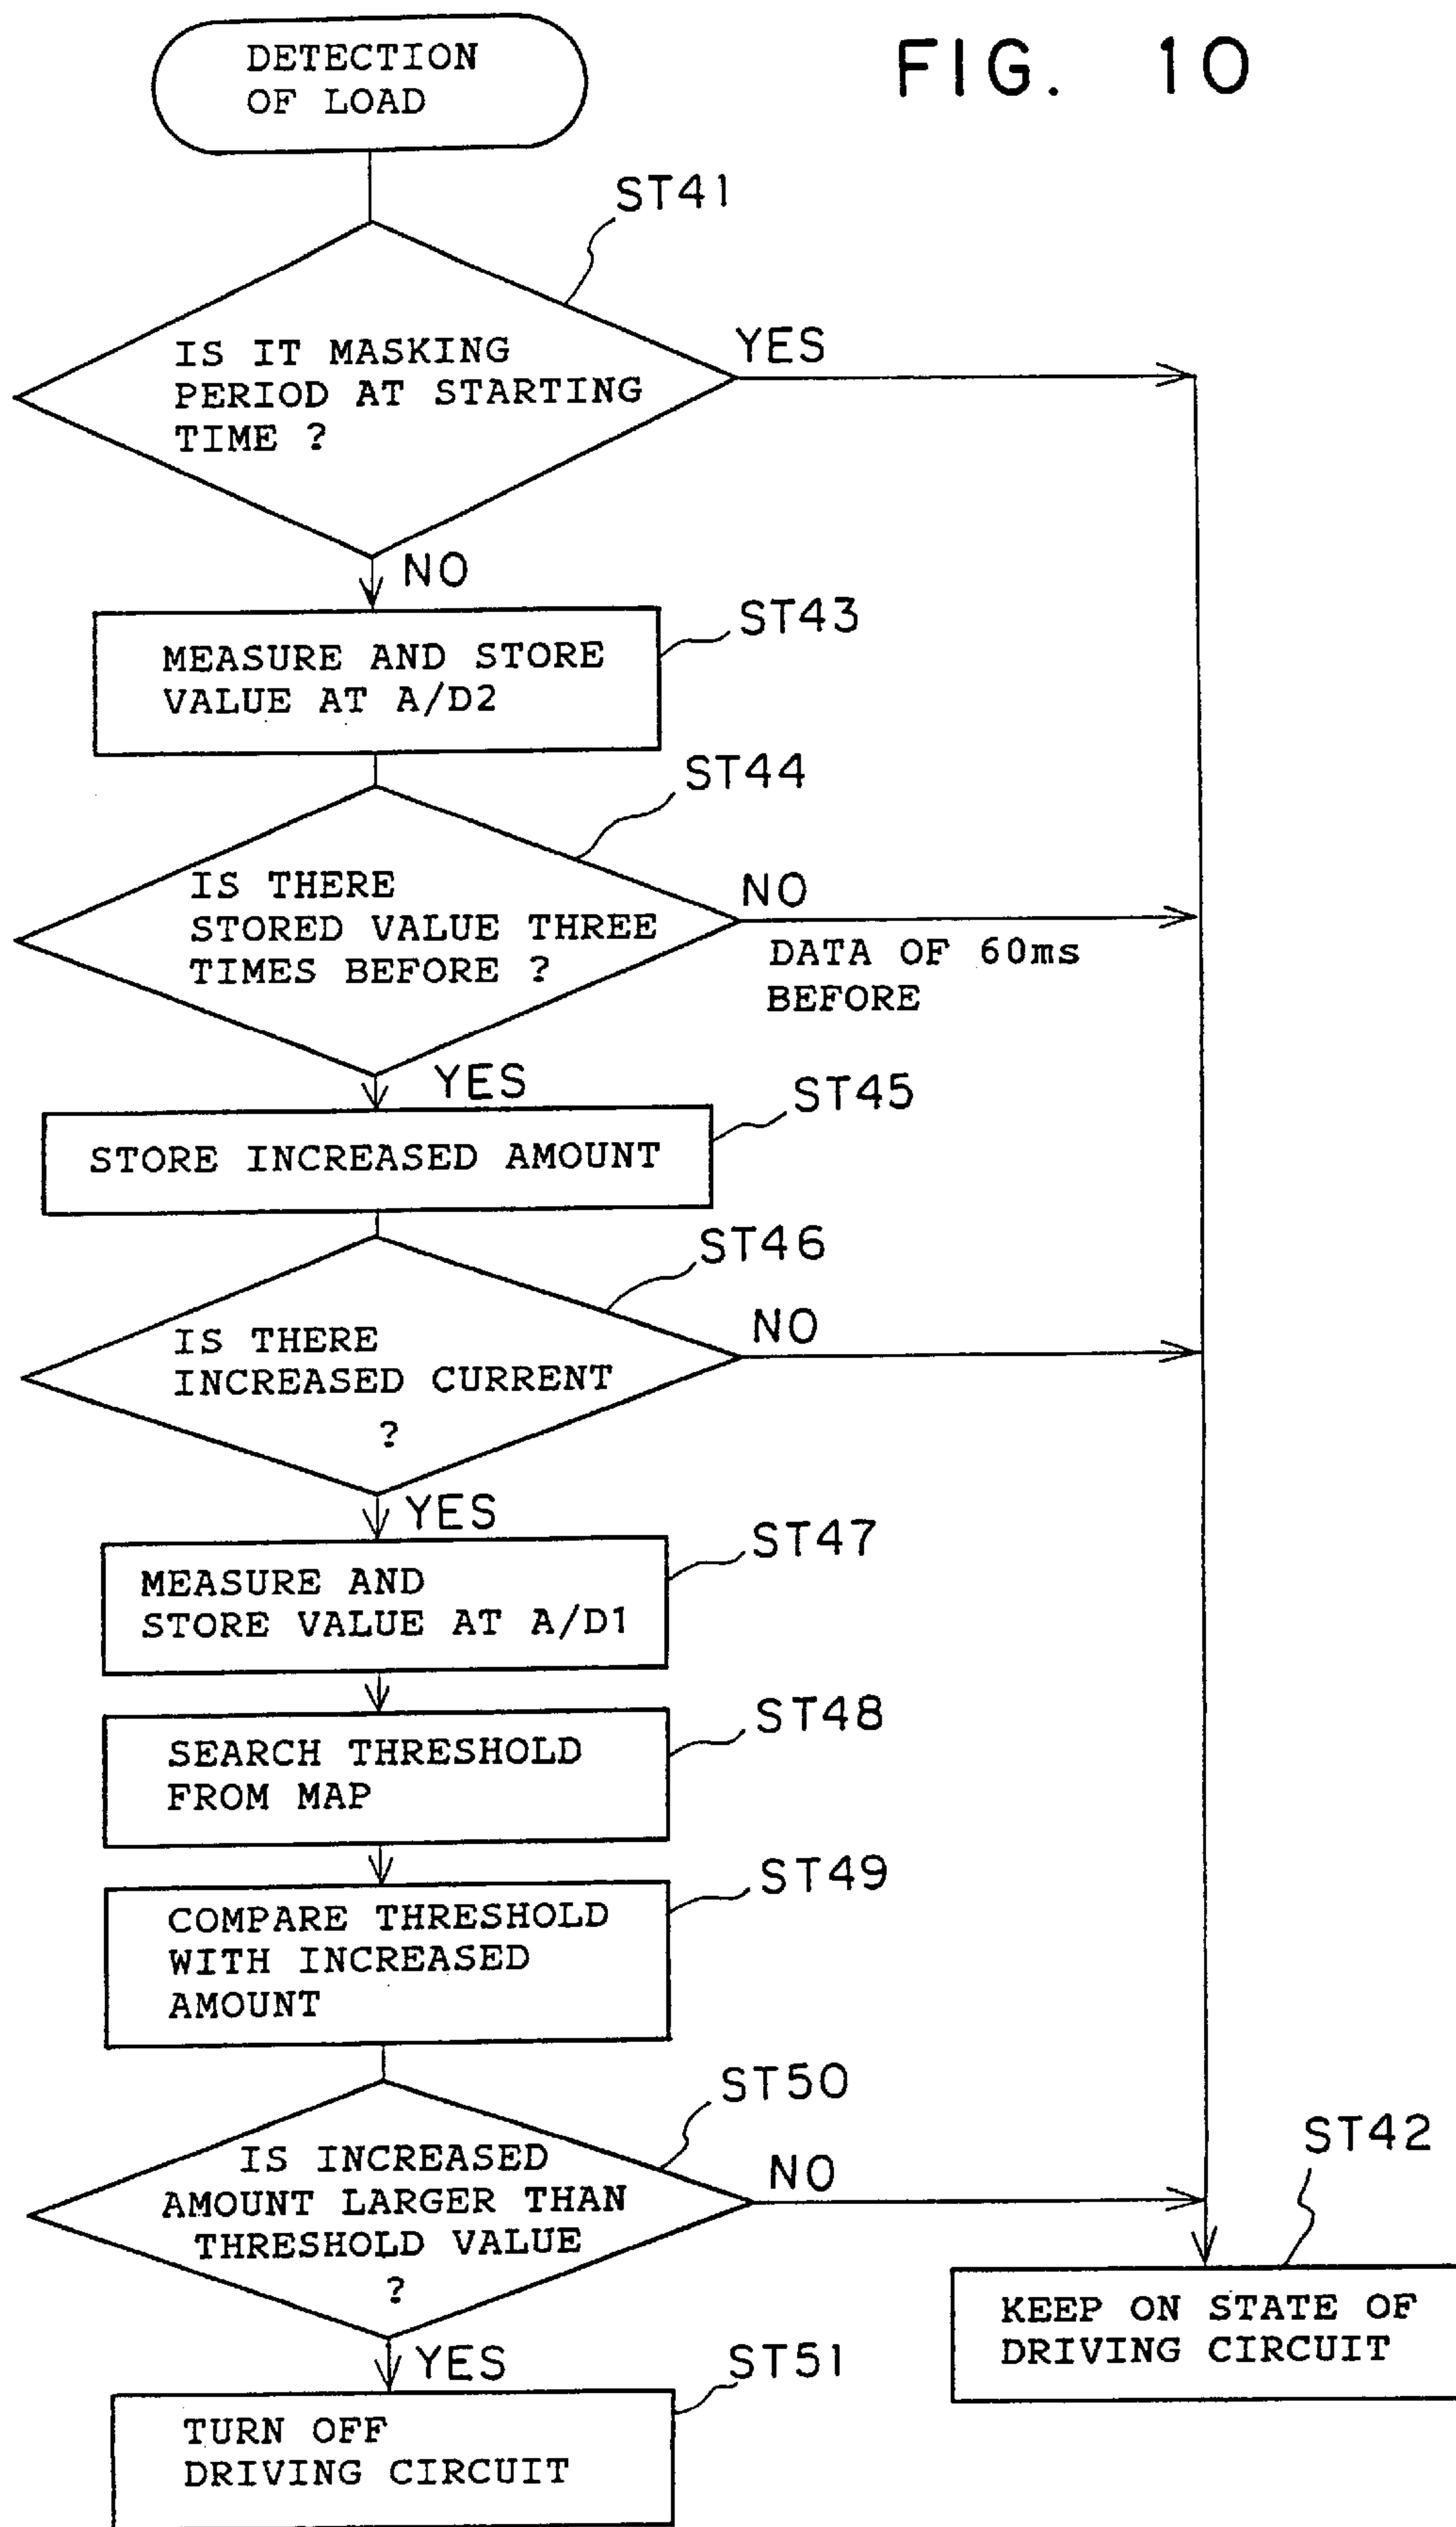 FIG. 10
DETECTION
OF LOAD
ST41
IS IT MASKING
PERIOD AT STARTING
TIME ?
YES
NO
ST43
MEASURE AND STORE
VALUE AT A/D2
ST44
IS THERE
STORED VALUE THREE
TIMES BEFORE ?
NO
DATA OF 60ms
BEFORE
YES
ST45
STORE INCREASED AMOUNT
ST46
IS THERE
INCREASED CURRENT
?
NO
YES
ST47
MEASURE AND
STORE VALUE AT A/D1
ST48
SEARCH THRESHOLD
FROM MAP
ST49
COMPARE THRESHOLD
WITH INCREASED
AMOUNT
ST50
IS INCREASED
AMOUNT LARGER THAN
THRESHOLD VALUE
?
NO
ST42
KEEP ON STATE OF
DRIVING CIRCUIT
YES
ST51
TURN OFF
DRIVING CIRCUIT